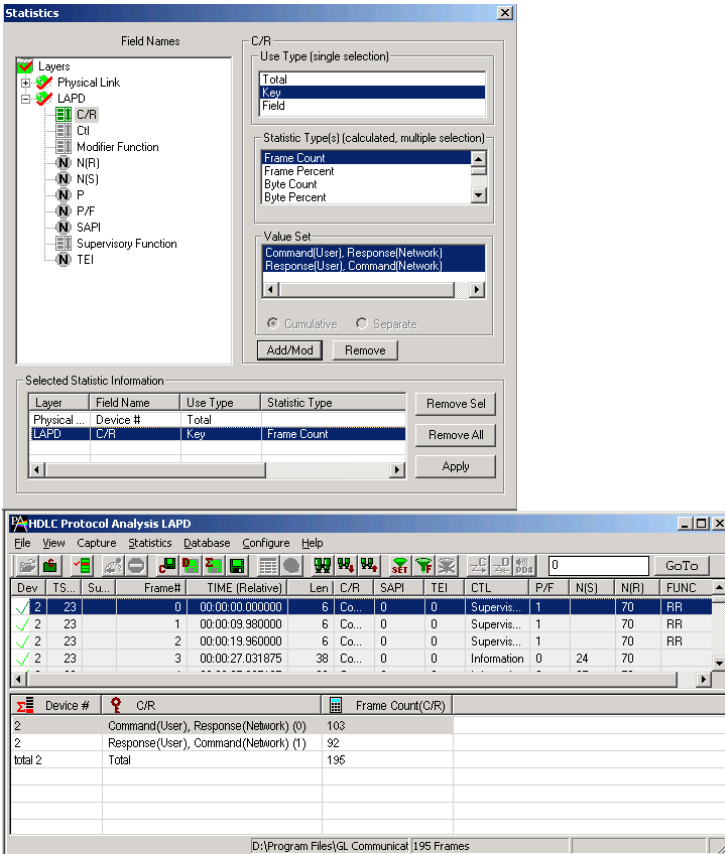 Statistics
Field Names
Layers
Physical Link
LAPD
C/R
Ctl
Modifier Function
N(R)
N(S)
P
P/F
SAPI
Supervisory Function
TEI
C/R
Use Type (single selection)
Total
Key
Field
Statistic Type(s) (calculated, multiple selection)
Frame Count
Frame Percent
Byte Count
Byte Percent
Value Set
Command(User), Response(Network)
Response(User), Command(Network)
Cumulative Separate
Add/Mod Remove
Selected Statistic Information
Layer Field Name Use Type Statistic Type
Physical ... Device # Total
LAPD C/R Key Frame Count
Remove Sel
Remove All
Apply
HDLC Protocol Analysis LAPD
File View Capture Statistics Database Configure Help
0 GoTo
Dev TS... Su... Frame# TIME (Relative) Len C/R SAPI TEI CTL P/F N(S) N(R) FUNC
2 23 0 00:00:00.000000 6 Co... 0 0 Supervis... 1 70 RR
2 23 1 00:00:09.980000 6 Co... 0 0 Supervis... 1 70 RR
2 23 2 00:00:19.960000 6 Co... 0 0 Supervis... 1 70 RR
2 23 3 00:00:27.031875 38 Co... 0 0 Information 0 24 70
Device # C/R Frame Count(C/R)
2 Command(User), Response(Network) (0) 103
2 Response(User), Command(Network) (1) 92
total 2 Total 195
D:\Program Files\GL Communicat 195 Frames